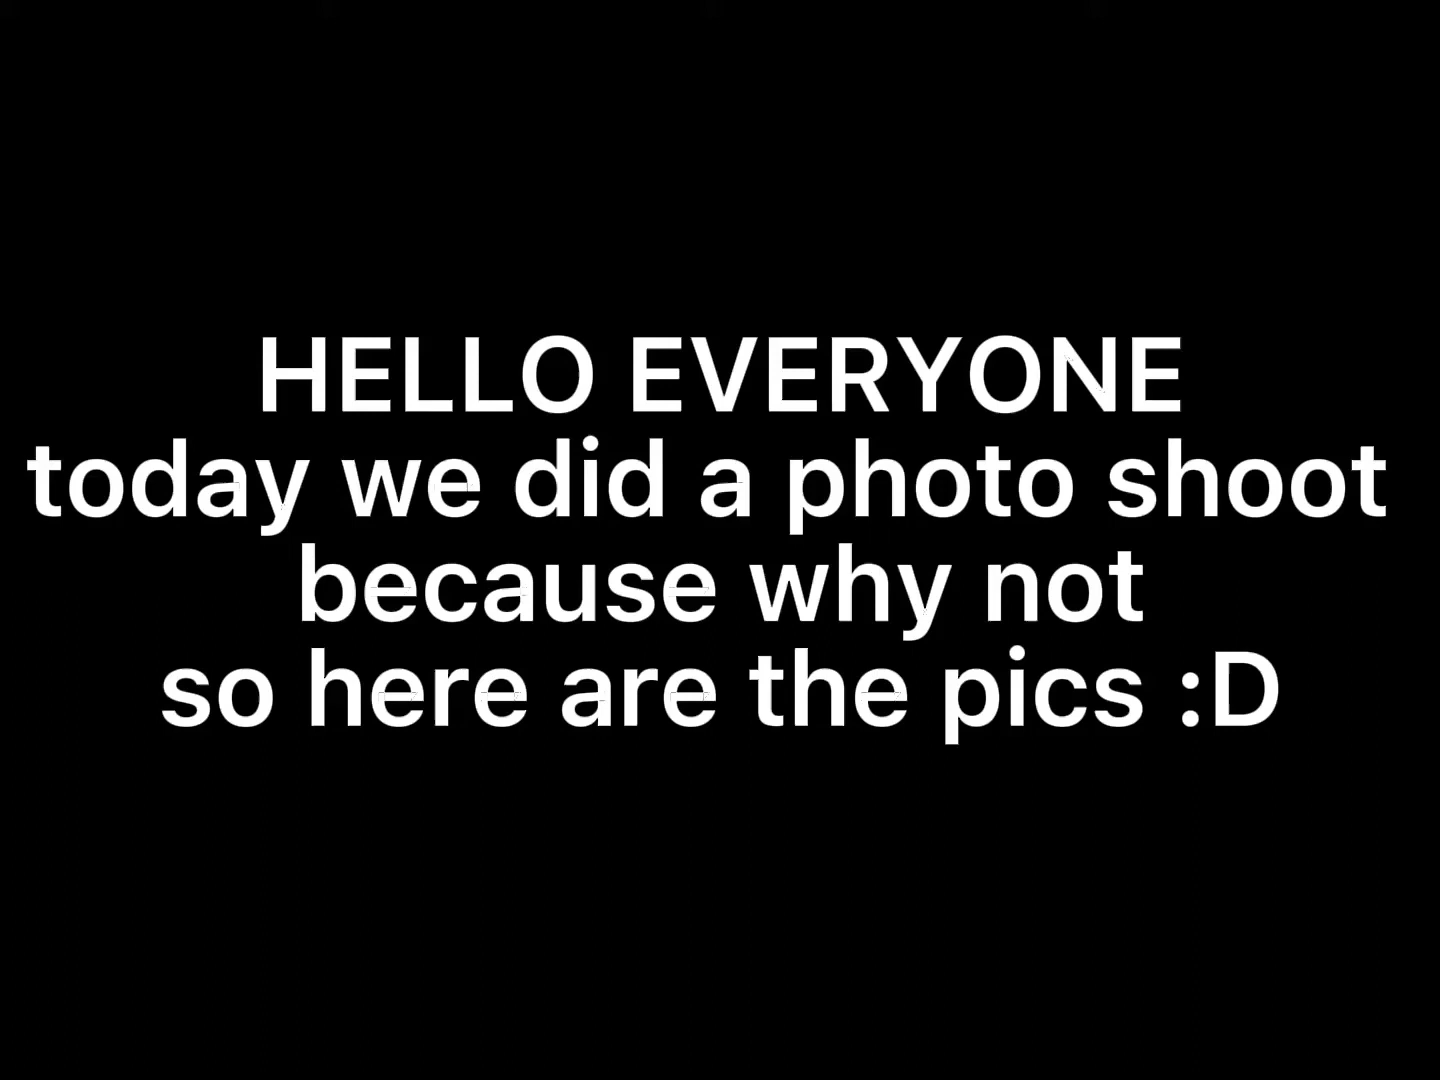 HELLO EVERYONE
today we did a photo shoot
because why not
so here are the pics :D